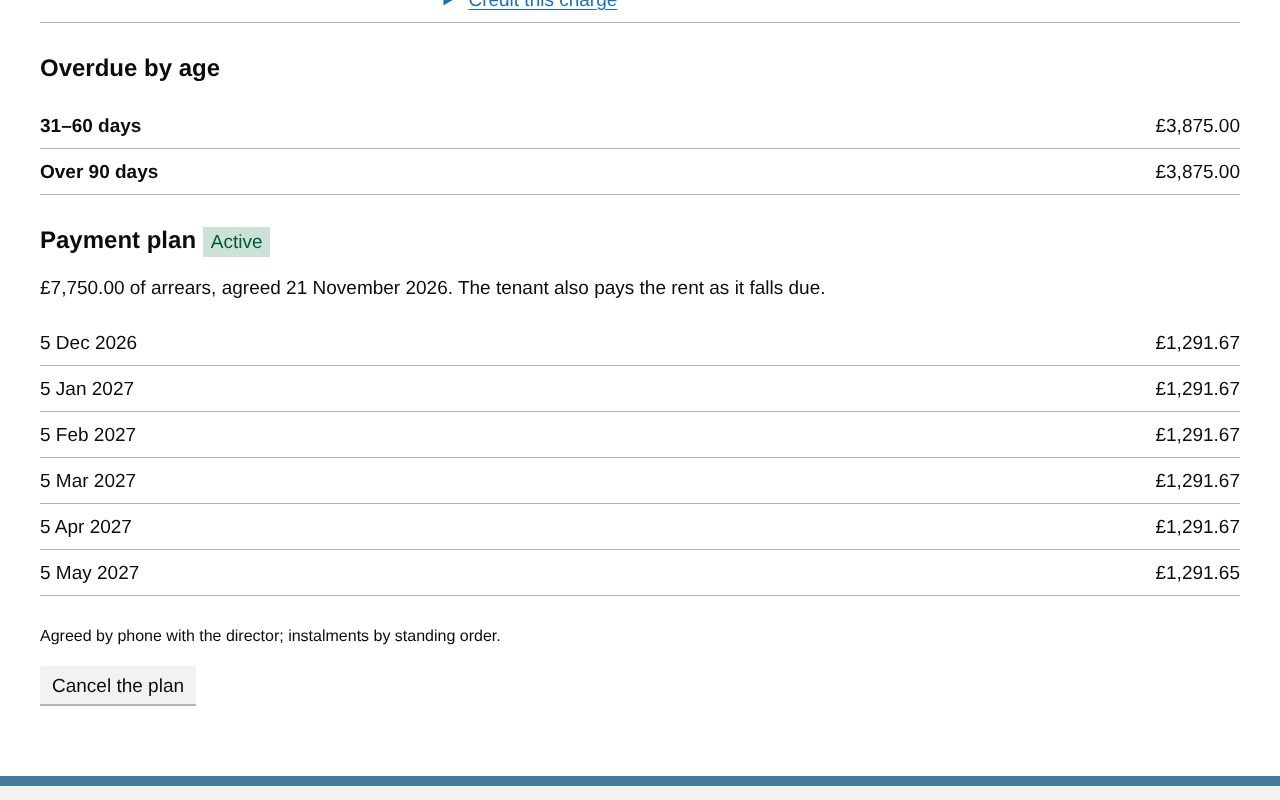 Credit this charge
Overdue by age
31–60 days £3,875.00
Over 90 days £3,875.00
Payment plan Active
£7,750.00 of arrears, agreed 21 November 2026. The tenant also pays the rent as it falls due.
5 Dec 2026 £1,291.67
5 Jan 2027 £1,291.67
5 Feb 2027 £1,291.67
5 Mar 2027 £1,291.67
5 Apr 2027 £1,291.67
5 May 2027 £1,291.65
Agreed by phone with the director; instalments by standing order.
Cancel the plan